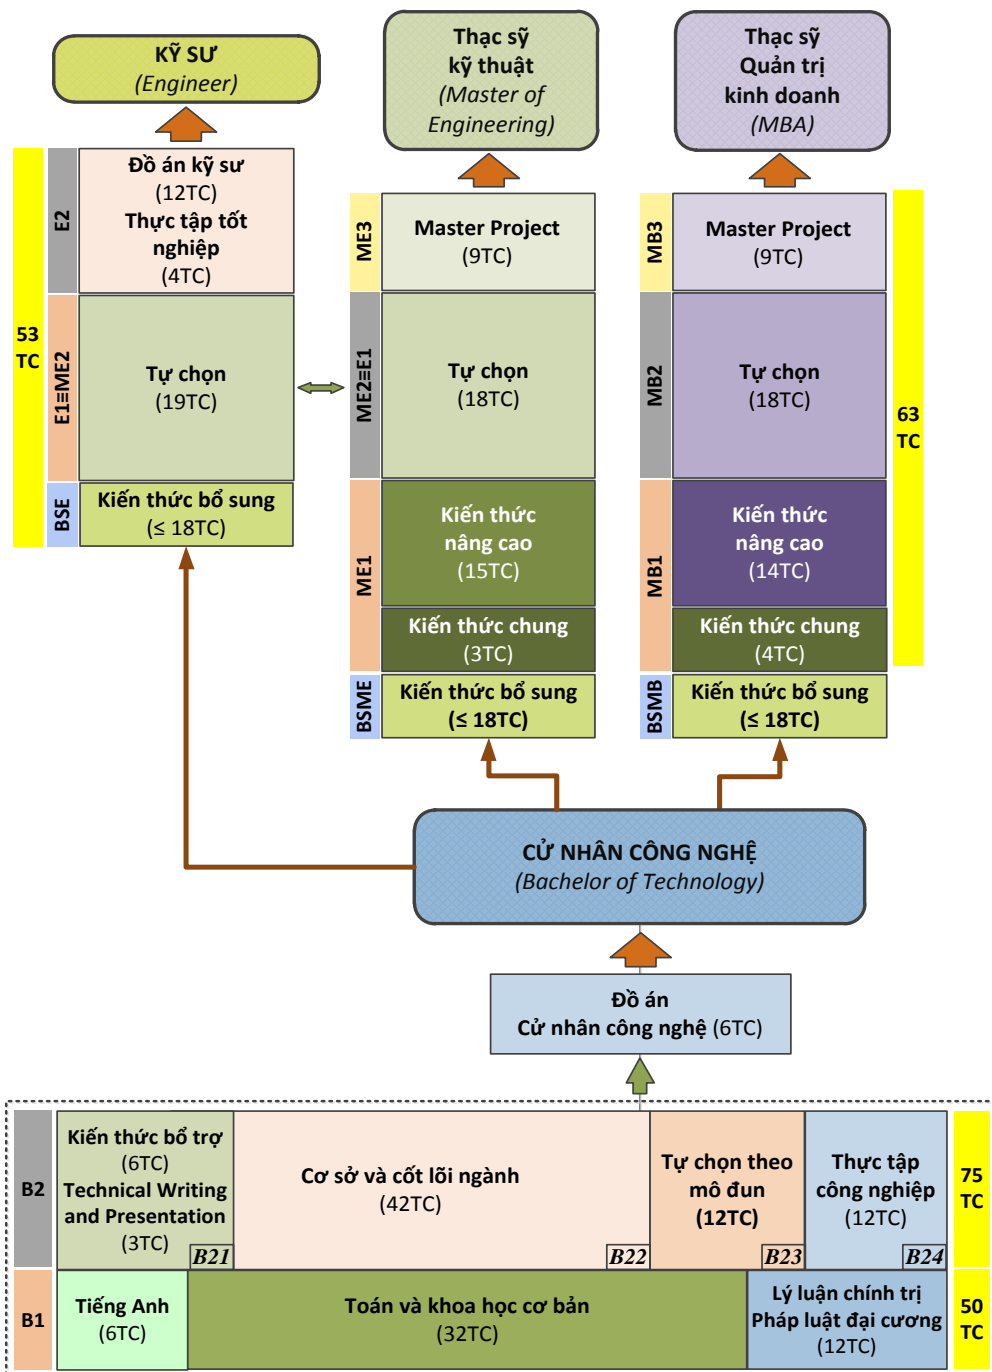 KỸ SƯ
(Engineer)
Thạc sỹ
kỹ thuật
(Master of
Engineering)
Thạc sỹ
Quản trị
kinh doanh
(MBA)
53
TC
E2
E1≡ME2
BSE
Đồ án kỹ sư
(12TC)
Thực tập tốt
nghiệp
(4TC)
Tự chọn
(19TC)
Kiến thức bổ sung
(≤ 18TC)
ME3
ME2≡E1
ME1
BSME
Master Project
(9TC)
Tự chọn
(18TC)
Kiến thức
nâng cao
(15TC)
Kiến thức chung
(3TC)
Kiến thức bổ sung
(≤ 18TC)
MB3
MB2
MB1
BSMB
Master Project
(9TC)
Tự chọn
(18TC)
Kiến thức
nâng cao
(14TC)
Kiến thức chung
(4TC)
Kiến thức bổ sung
(≤ 18TC)
63
TC
CỬ NHÂN CÔNG NGHỆ
(Bachelor of Technology)
Đồ án
Cử nhân công nghệ (6TC)
B2
Kiến thức bổ trợ
(6TC)
Technical Writing
and Presentation
(3TC)
B21
Cơ sở và cốt lõi ngành
(42TC)
B22
Tự chọn theo
mô đun
(12TC)
B23
Thực tập
công nghiệp
(12TC)
B24
75
TC
B1
Tiếng Anh
(6TC)
Toán và khoa học cơ bản
(32TC)
Lý luận chính trị
Pháp luật đại cương
(12TC)
50
TC